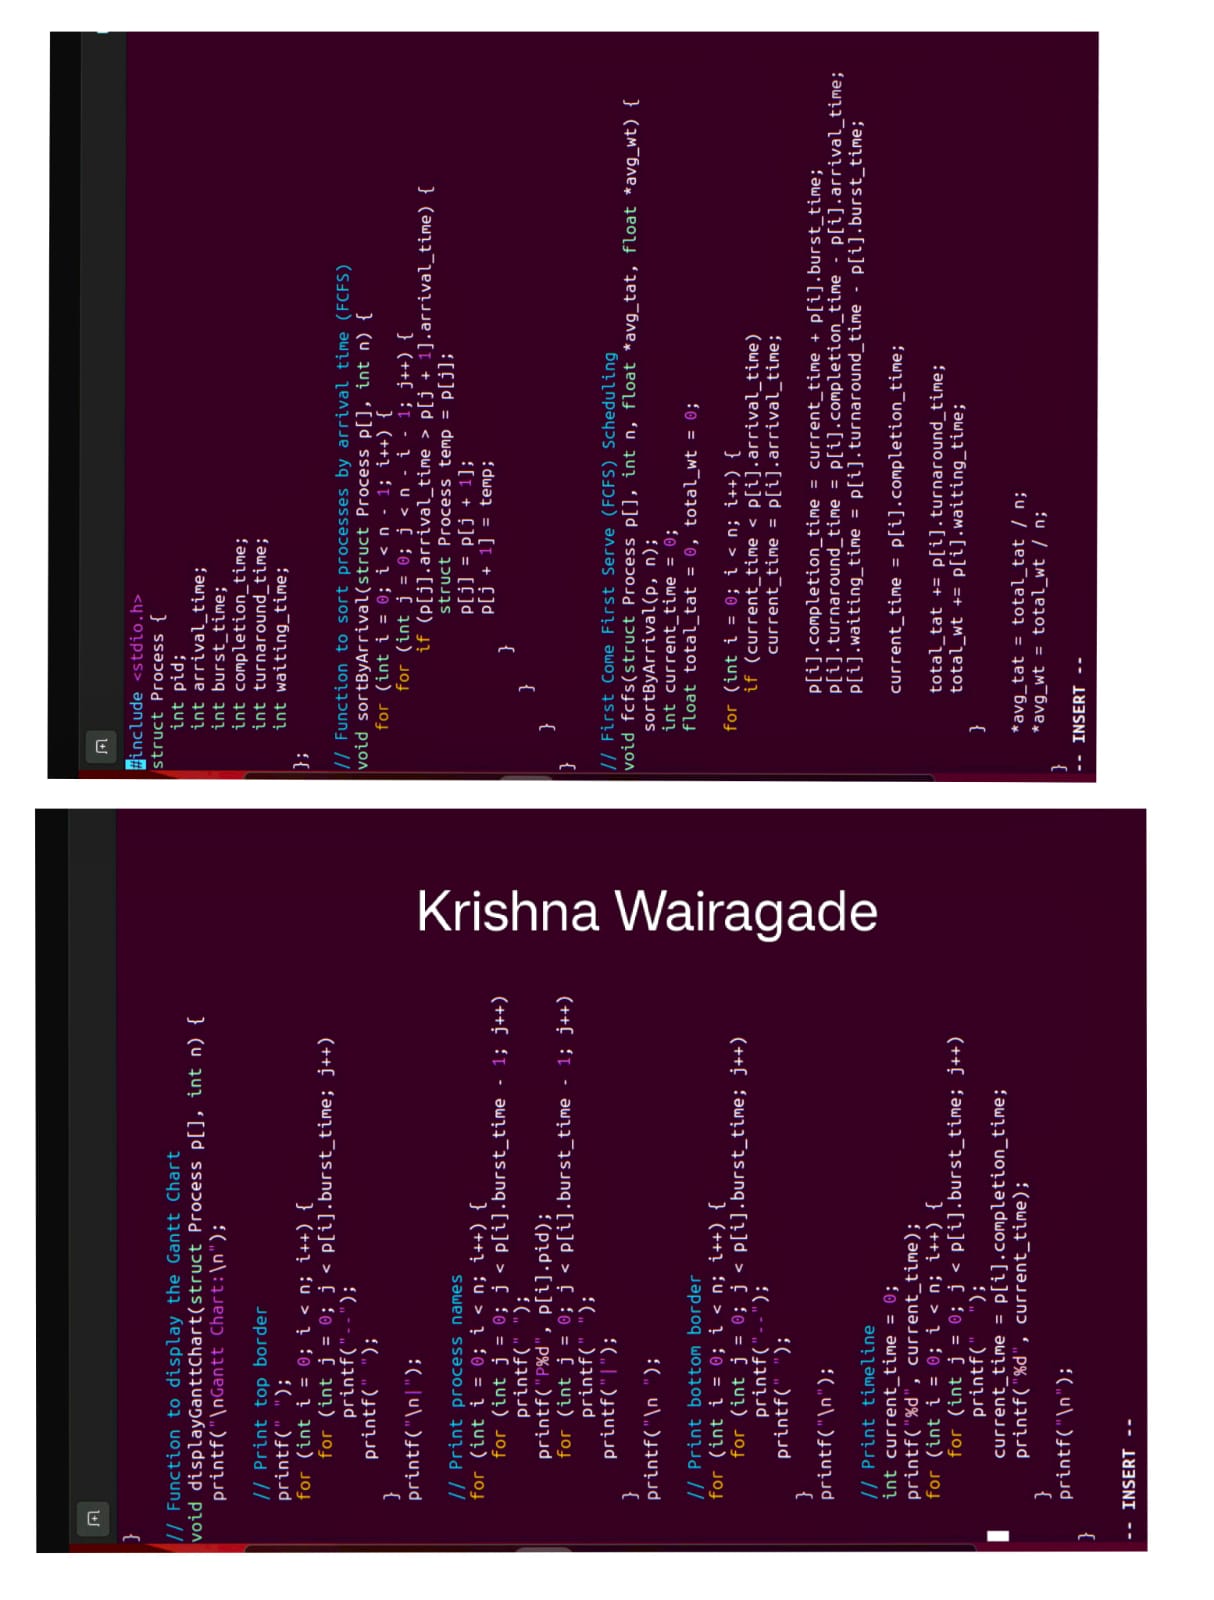 #include <stdio.h>
struct Process {
    int pid;
    int arrival_time;
    int burst_time;
    int completion_time;
    int turnaround_time;
    int waiting_time;
};
// Function to sort processes by arrival time (FCFS)
void sortByArrival(struct Process p[], int n) {
    for (int i = 0; i < n - 1; i++) {
        for (int j = 0; j < n - i - 1; j++) {
            if (p[j].arrival_time > p[j + 1].arrival_time) {
                struct Process temp = p[j];
                p[j] = p[j + 1];
                p[j + 1] = temp;
            }
        }
    }
}
// First Come First Serve (FCFS) Scheduling
void fcfs(struct Process p[], int n, float *avg_tat, float *avg_wt) {
    sortByArrival(p, n);
    int current_time = 0;
    float total_tat = 0, total_wt = 0;
    for (int i = 0; i < n; i++) {
        if (current_time < p[i].arrival_time)
            current_time = p[i].arrival_time;
        p[i].completion_time = current_time + p[i].burst_time;
        p[i].turnaround_time = p[i].completion_time - p[i].arrival_time;
        p[i].waiting_time = p[i].turnaround_time - p[i].burst_time;
        current_time = p[i].completion_time;
        total_tat += p[i].turnaround_time;
        total_wt += p[i].waiting_time;
    }
    *avg_tat = total_tat / n;
    *avg_wt = total_wt / n;
}
-- INSERT --
Krishna Wairagade
}
// Function to display the Gantt Chart
void displayGanttChart(struct Process p[], int n) {
    printf("\nGantt Chart:\n");
    // Print top border
    printf(" ");
    for (int i = 0; i < n; i++) {
        for (int j = 0; j < p[i].burst_time; j++)
            printf("--");
        printf(" ");
    }
    printf("\n|");
    // Print process names
    for (int i = 0; i < n; i++) {
        for (int j = 0; j < p[i].burst_time - 1; j++)
            printf(" ");
        printf("P%d", p[i].pid);
        for (int j = 0; j < p[i].burst_time - 1; j++)
            printf(" ");
        printf("|");
    }
    printf("\n ");
    // Print bottom border
    for (int i = 0; i < n; i++) {
        for (int j = 0; j < p[i].burst_time; j++)
            printf("--");
        printf(" ");
    }
    printf("\n");
    // Print timeline
    int current_time = 0;
    printf("%d", current_time);
    for (int i = 0; i < n; i++) {
        for (int j = 0; j < p[i].burst_time; j++)
            printf("  ");
        current_time = p[i].completion_time;
        printf("%d", current_time);
    }
    printf("\n");
}
-- INSERT --